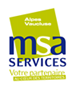 Alpes
Vaucluse
msa
SERVICES
Votre partenaire